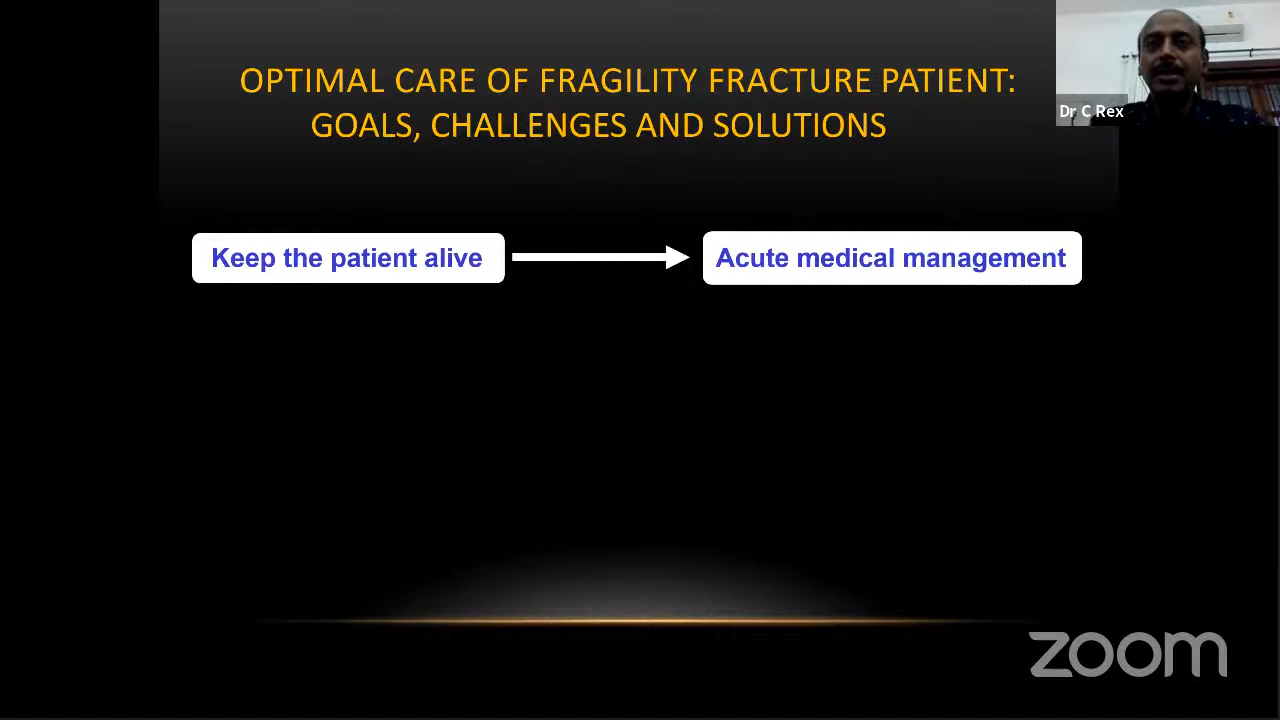 OPTIMAL CARE OF FRAGILITY FRACTURE PATIENT:
GOALS, CHALLENGES AND SOLUTIONS
Dr C Rex
Keep the patient alive
Acute medical management
zoom